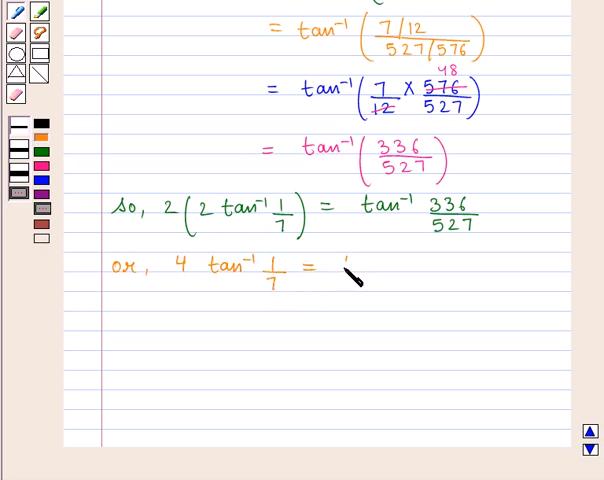 = tan⁻¹ ( 7/12 / 527/576 )
= tan⁻¹ ( 7/12 × 576/527 ) 48
= tan⁻¹ ( 336/527 )
so, 2 ( 2 tan⁻¹ 1/7 ) = tan⁻¹ 336/527
or, 4 tan⁻¹ 1/7 =